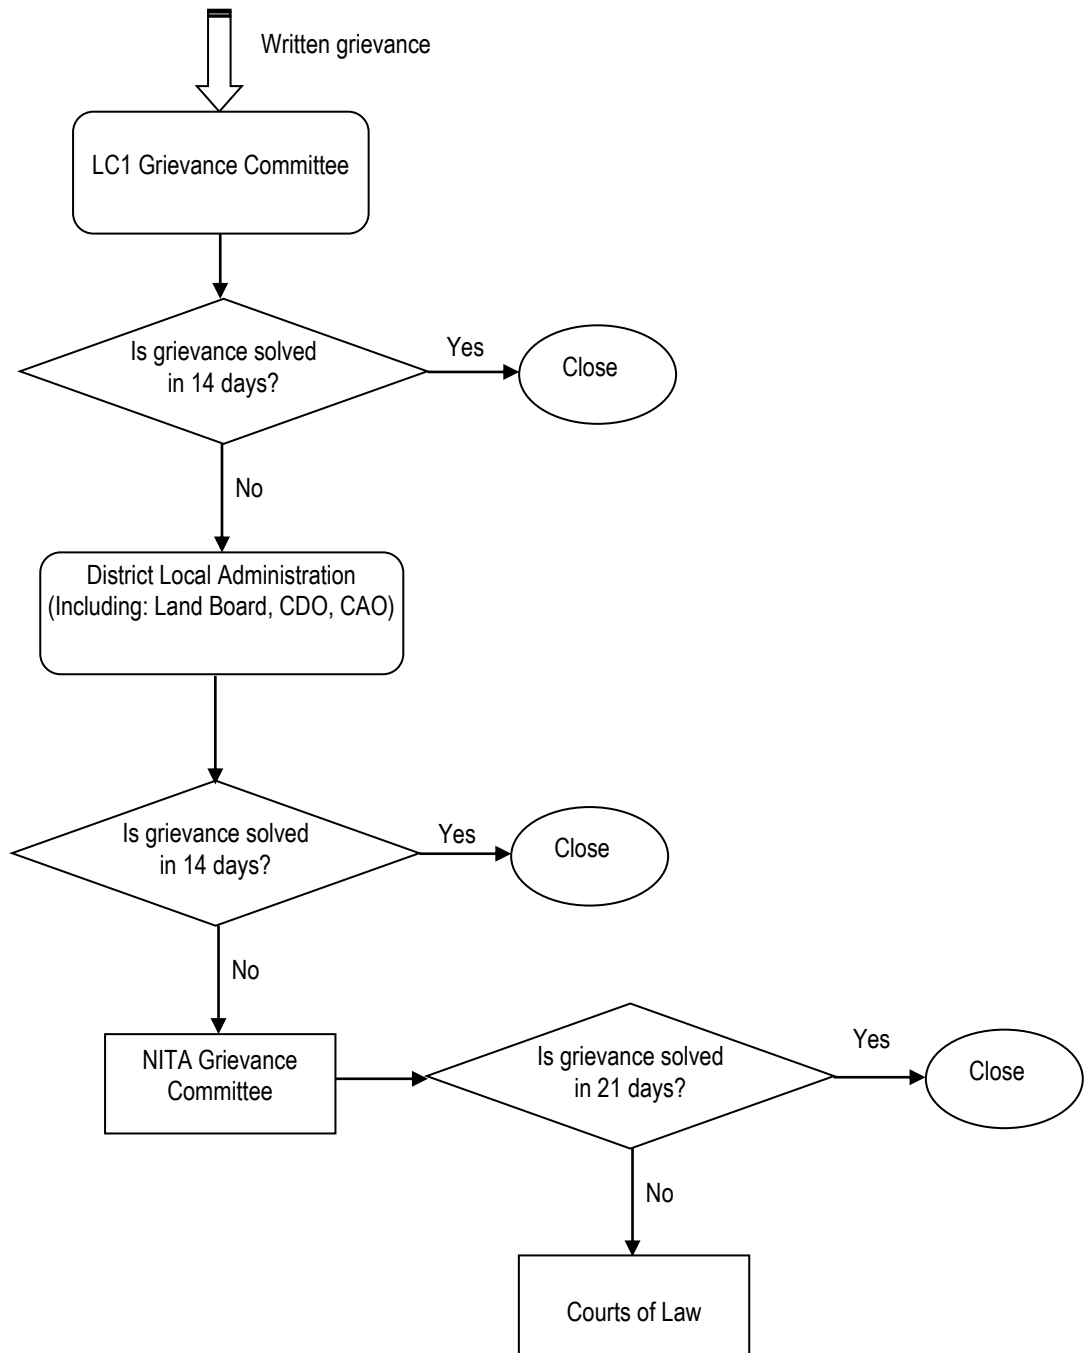 Written grievance
LC1 Grievance Committee
Is grievance solved
in 14 days?
Yes
Close
No
District Local Administration
(Including: Land Board, CDO, CAO)
Is grievance solved
in 14 days?
Yes
Close
No
NITA Grievance
Committee
Is grievance solved
in 21 days?
Yes
Close
No
Courts of Law